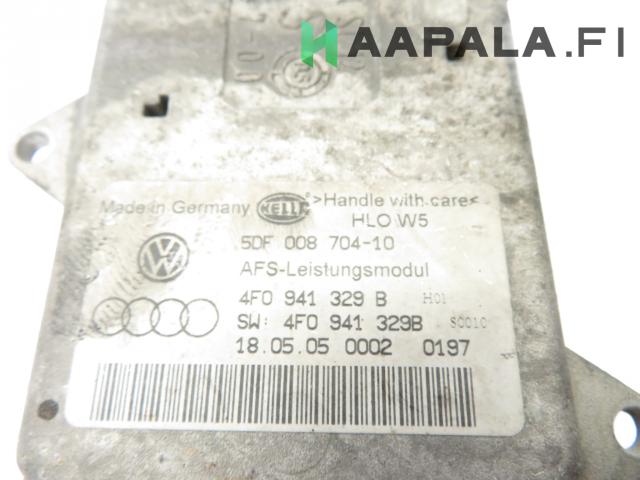 HAAPALA.FI
Made in Germany HELLA >Handle with care<
HLO W5
5DF 008 704-10
AFS-Leistungsmodul
4F0 941 329 B H01
SW: 4F0 941 329B S0010
18.05.05 0002 0197